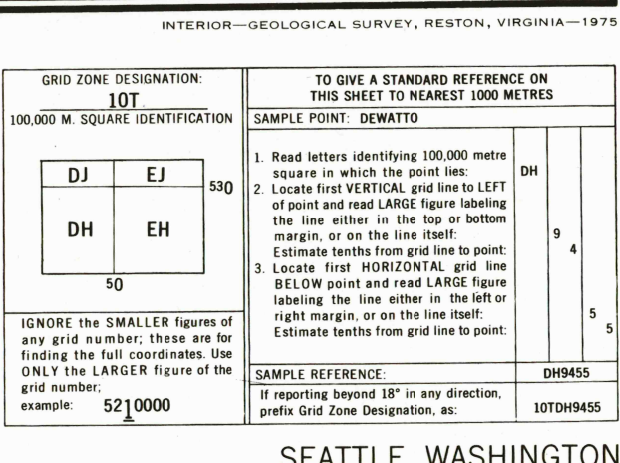 INTERIOR—GEOLOGICAL SURVEY, RESTON, VIRGINIA—1975
GRID ZONE DESIGNATION:
10T
100,000 M. SQUARE IDENTIFICATION
DJ EJ
530
DH EH
50
IGNORE the SMALLER figures of
any grid number; these are for
finding the full coordinates. Use
ONLY the LARGER figure of the
grid number;
example: 5210000
TO GIVE A STANDARD REFERENCE ON
THIS SHEET TO NEAREST 1000 METRES
SAMPLE POINT: DEWATTO
1. Read letters identifying 100,000 metre
square in which the point lies: DH
2. Locate first VERTICAL grid line to LEFT
of point and read LARGE figure labeling
the line either in the top or bottom
margin, or on the line itself: 9
Estimate tenths from grid line to point: 4
3. Locate first HORIZONTAL grid line
BELOW point and read LARGE figure
labeling the line either in the left or
right margin, or on the line itself: 5
Estimate tenths from grid line to point: 5
SAMPLE REFERENCE: DH9455
If reporting beyond 18° in any direction,
prefix Grid Zone Designation, as: 10TDH9455
SEATTLE, WASHINGTON